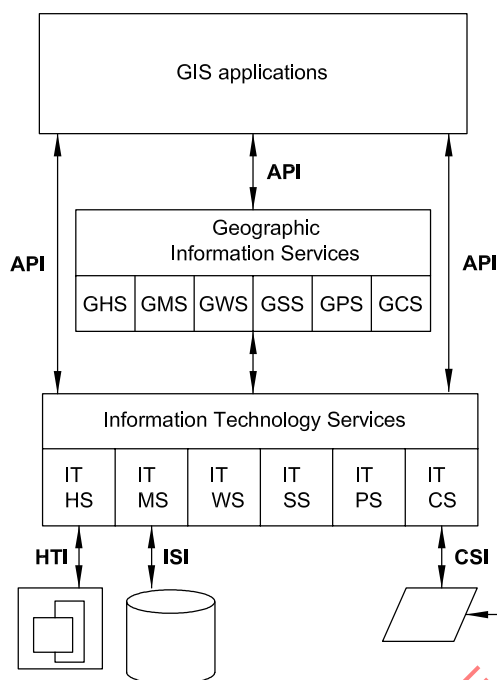 GIS applications
API
API
API
Geographic
Information Services
GHS GMS GWS GSS GPS GCS
Information Technology Services
IT IT IT IT IT IT
HS MS WS SS PS CS
HTI ISI CSI